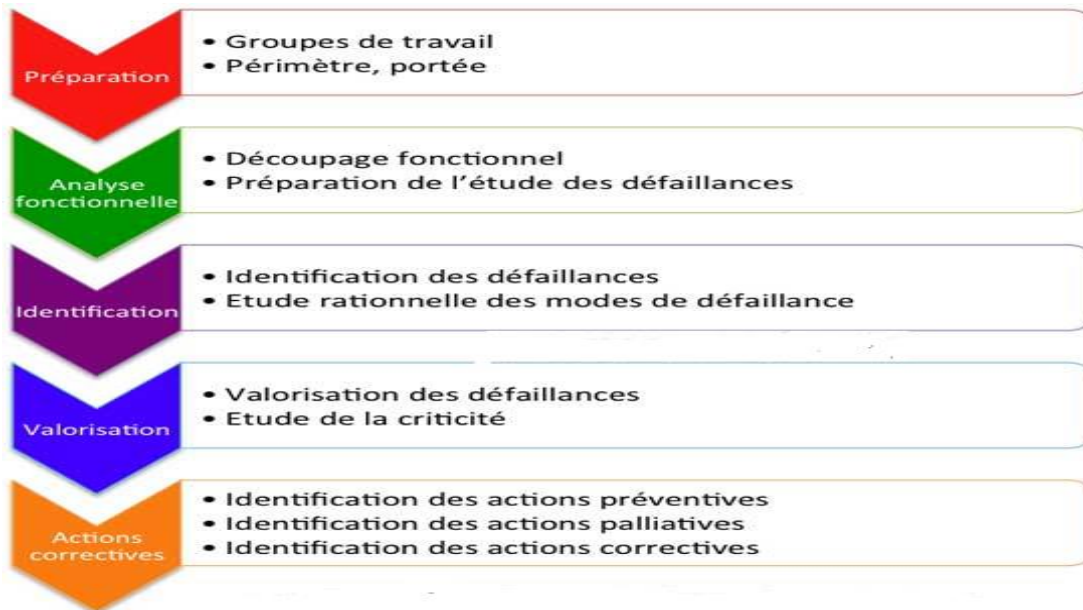 Préparation
• Groupes de travail
• Périmètre, portée
Analyse
fonctionnelle
• Découpage fonctionnel
• Préparation de l'étude des défaillances
Identification
• Identification des défaillances
• Etude rationnelle des modes de défaillance
Valorisation
• Valorisation des défaillances
• Etude de la criticité
Actions
correctives
• Identification des actions préventives
• Identification des actions palliatives
• Identification des actions correctives